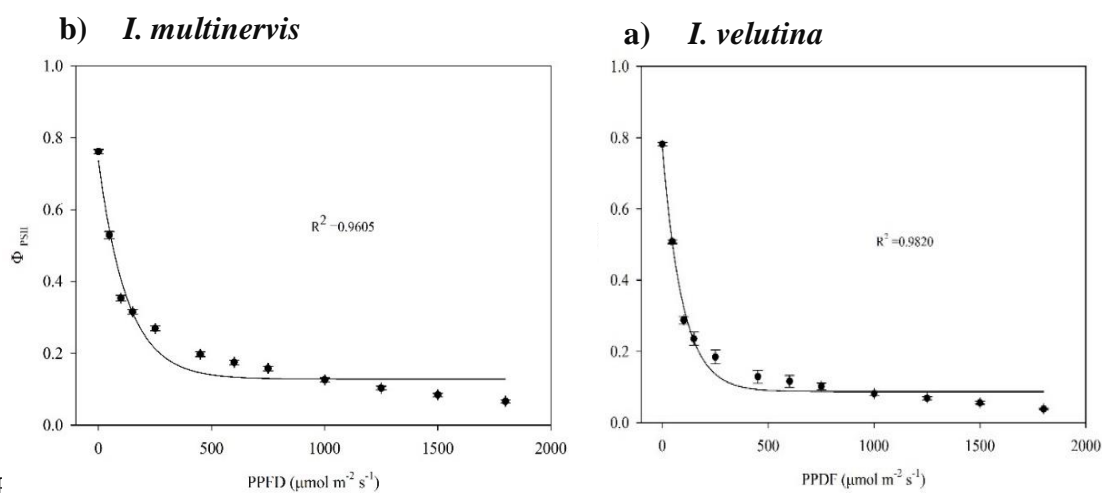 b) I. multinervis
a) I. velutina
1.0
0.8
0.6
0.4
0.2
0.0
Φ PSII
R² =0.9605
0 500 1000 1500 2000
PPFD (µmol m⁻² s⁻¹)
1.0
0.8
0.6
0.4
0.2
0.0
R² =0.9820
0 500 1000 1500 2000
PPDF (µmol m⁻² s⁻¹)